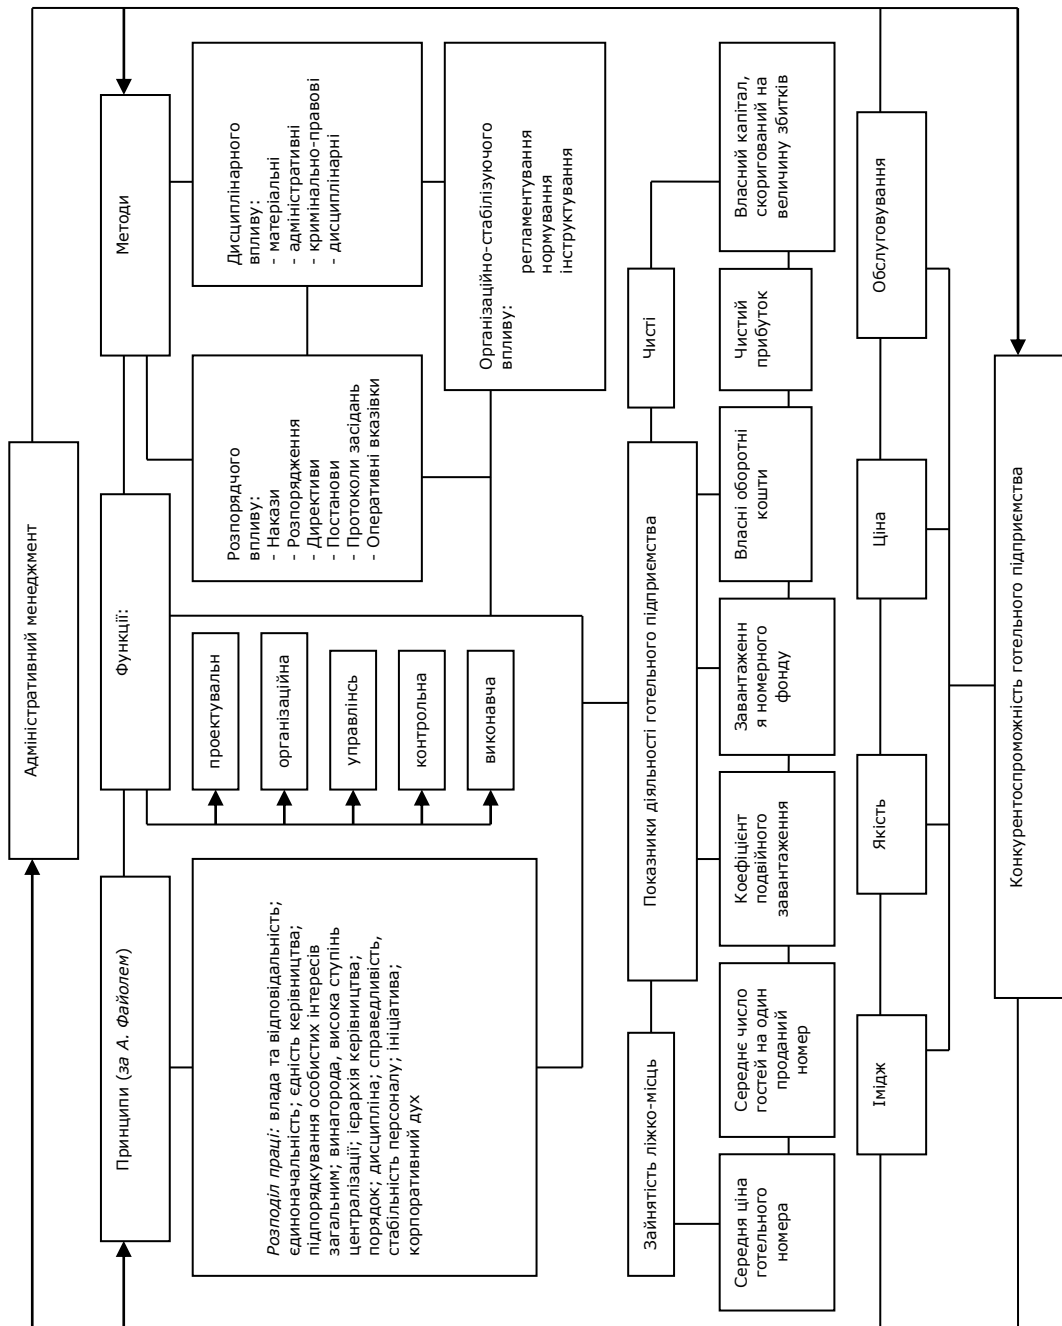 Адміністративний менеджмент
Принципи (за А. Файолем)
Функції:
Методи
Розподіл праці: влада та відповідальність;
єдиноначальність; єдність керівництва;
підпорядкування особистих інтересів
загальним; винагорода, висока ступінь
централізації; ієрархія керівництва;
порядок; дисципліна; справедливість,
стабільність персоналу; ініціатива;
корпоративний дух
проектувальн
організаційна
управлінсь
контрольна
виконавча
Розпорядчого
впливу:
- Накази
- Розпорядження
- Директиви
- Постанови
- Протоколи засідань
- Оперативні вказівки
Дисциплінарного
впливу:
- матеріальні
- адміністративні
- кримінально-правові
- дисциплінарні
Організаційно-стабілізуючого
впливу:
регламентування
нормування
інструктування
Зайнятість ліжко-місць
Показники діяльності готельного підприємства
Чисті
Середня ціна
готельного
номера
Середнє число
гостей на один
проданий
номер
Коефіцієнт
подвійного
завантаження
Завантаженн
я номерного
фонду
Власні оборотні
кошти
Чистий
прибуток
Власний капітал,
скоригований на
величину збитків
Імідж
Якість
Ціна
Обслуговування
Конкурентоспроможність готельного підприємства